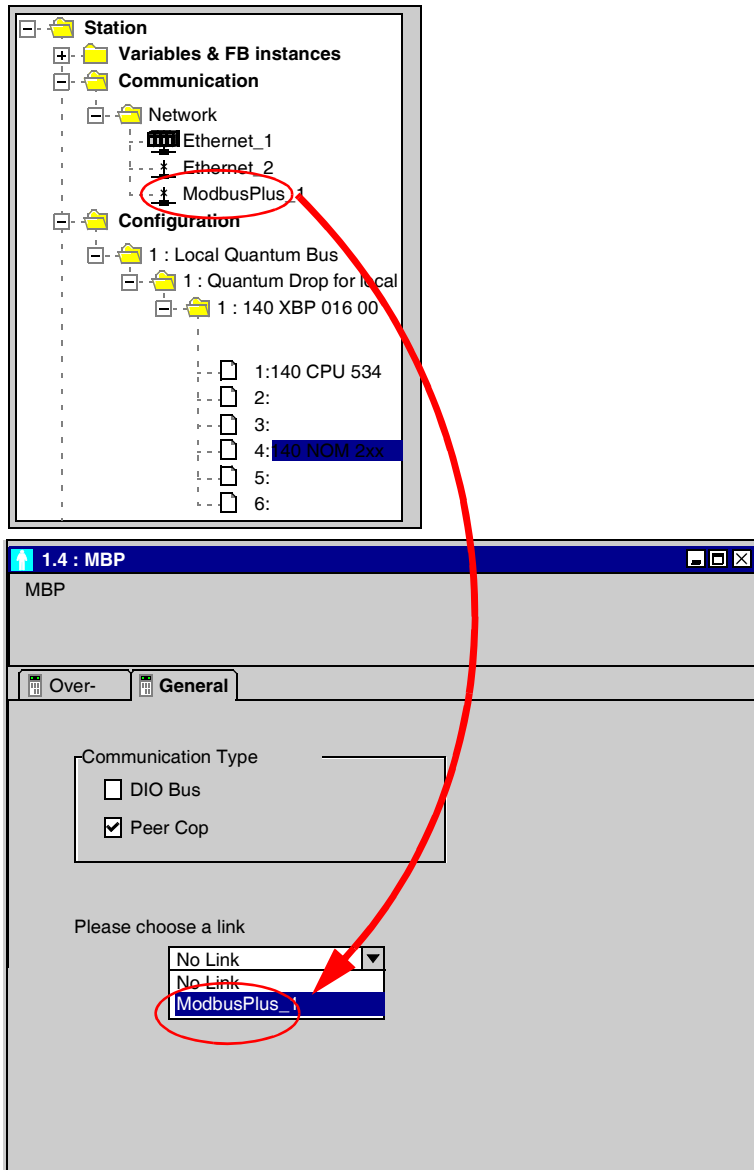 Station
Variables & FB instances
Communication
Network
Ethernet_1
Ethernet_2
ModbusPlus_1
Configuration
1 : Local Quantum Bus
1 : Quantum Drop for local
1 : 140 XBP 016 00
1:140 CPU 534
2:
3:
4:140 NOM 2xx
5:
6:
1.4 : MBP
MBP
Over-
General
Communication Type
DIO Bus
Peer Cop
Please choose a link
No Link
No Link
ModbusPlus_1